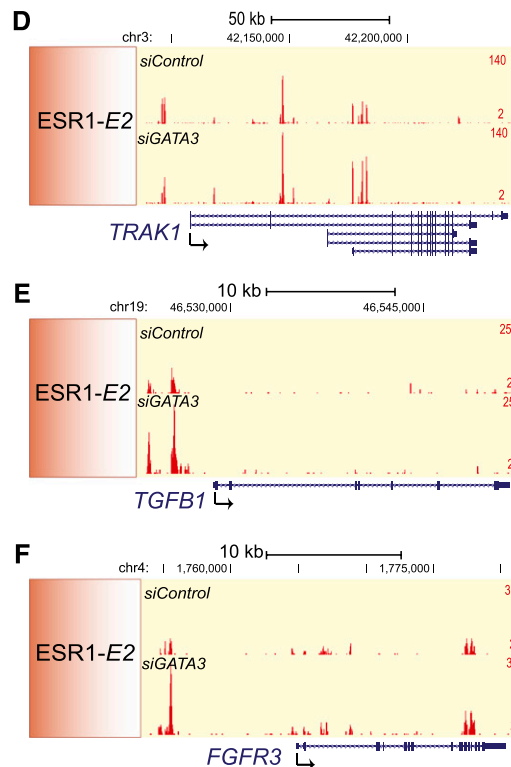 D
50 kb
chr3: 42,150,000 42,200,000
siControl 140
ESR1-E2 2
siGATA3 140
2
TRAK1
E
10 kb
chr19: 46,530,000 46,545,000
siControl 25
2
ESR1-E2
siGATA3 25
2
TGFB1
F
10 kb
chr4: 1,760,000 1,775,000
siControl 3
ESR1-E2
siGATA3 3
FGFR3